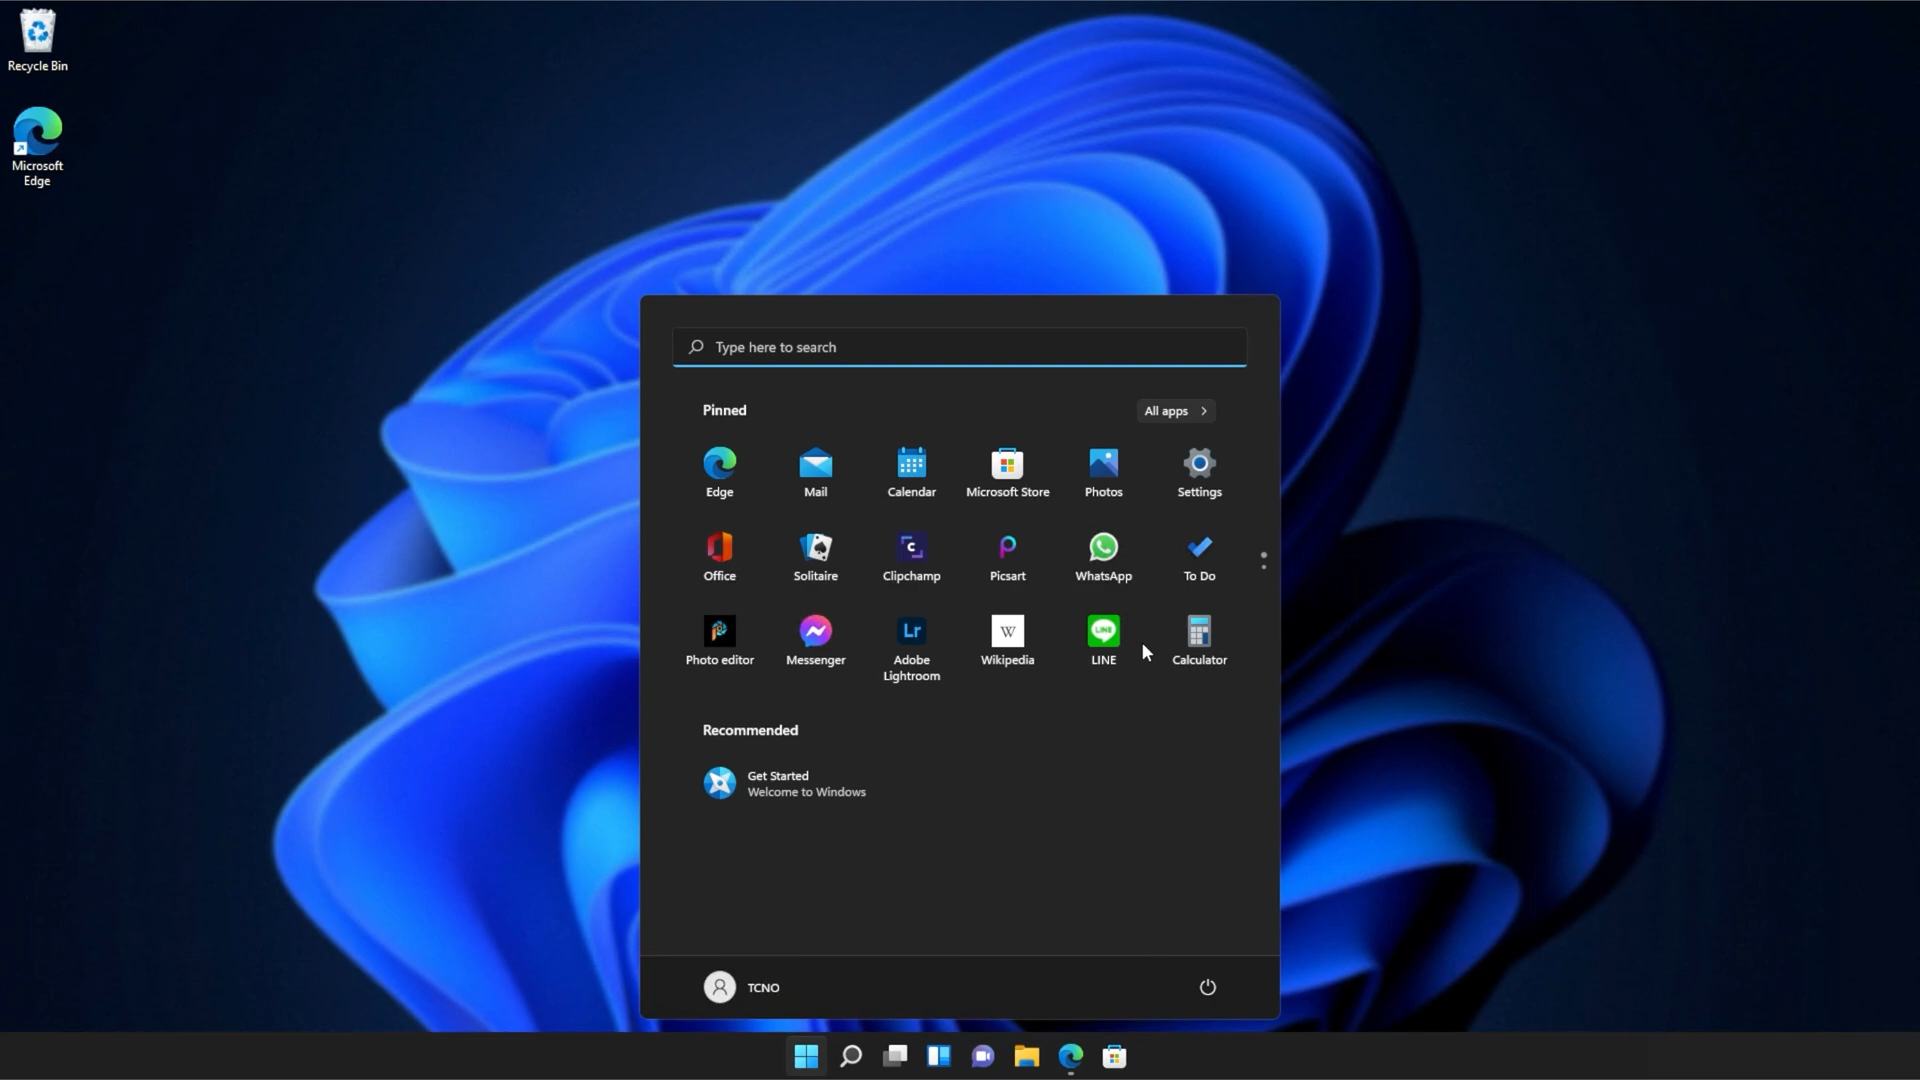 Recycle Bin
Microsoft
Edge
Type here to search
Pinned
All apps
Edge
Mail
Calendar
Microsoft Store
Photos
Settings
Office
Solitaire
Clipchamp
Picsart
WhatsApp
To Do
Photo editor
Messenger
Lr
Adobe
Lightroom
W
Wikipedia
LINE
LINE
Calculator
Recommended
Get Started
Welcome to Windows
TCNO